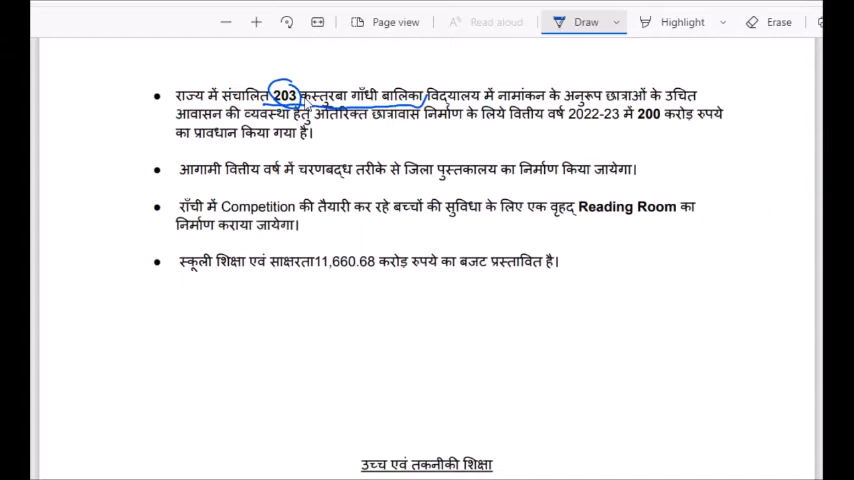 Page view
Read aloud
Draw
Highlight
Erase
राज्य में संचालित 203 कस्तुरबा गाँधी बालिका विद्यालय में नामांकन के अनुरूप छात्राओं के उचित
आवासन की व्यवस्था हेतु अतिरिक्त छात्रावास निर्माण के लिये वित्तीय वर्ष 2022-23 में 200 करोड़ रुपये
का प्रावधान किया गया है।
आगामी वित्तीय वर्ष में चरणबद्ध तरीके से जिला पुस्तकालय का निर्माण किया जायेगा।
राँची में Competition की तैयारी कर रहे बच्चों की सुविधा के लिए एक वृहद् Reading Room का
निर्माण कराया जायेगा।
स्कूली शिक्षा एवं साक्षरता11,660.68 करोड़ रुपये का बजट प्रस्तावित है।
उच्च एवं तकनीकी शिक्षा